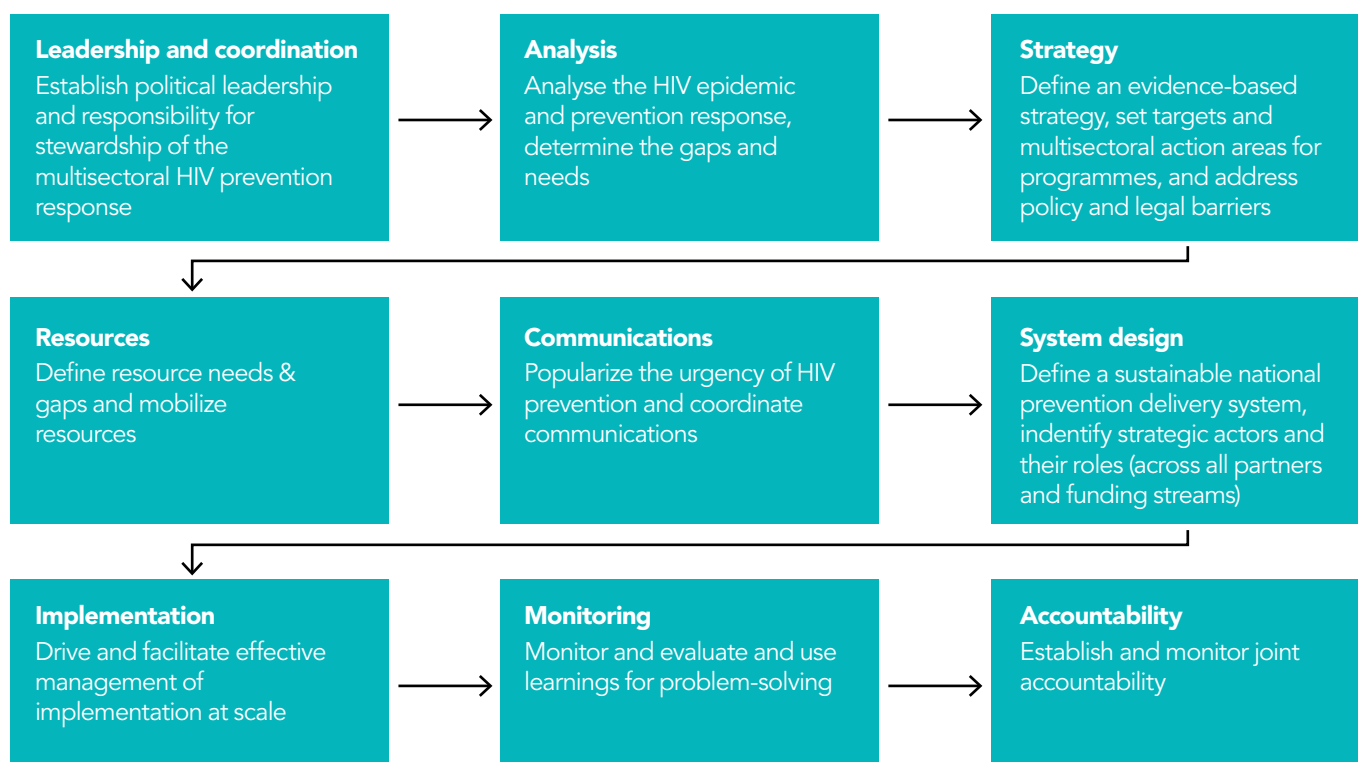 Leadership and coordination
Establish political leadership
and responsibility for
stewardship of the
multisectoral HIV prevention
response
Analysis
Analyse the HIV epidemic
and prevention response,
determine the gaps and
needs
Strategy
Define an evidence-based
strategy, set targets and
multisectoral action areas for
programmes, and address
policy and legal barriers
Resources
Define resource needs &
gaps and mobilize
resources
Communications
Popularize the urgency of HIV
prevention and coordinate
communications
System design
Define a sustainable national
prevention delivery system,
indentify strategic actors and
their roles (across all partners
and funding streams)
Implementation
Drive and facilitate effective
management of
implementation at scale
Monitoring
Monitor and evaluate and use
learnings for problem-solving
Accountability
Establish and monitor joint
accountability